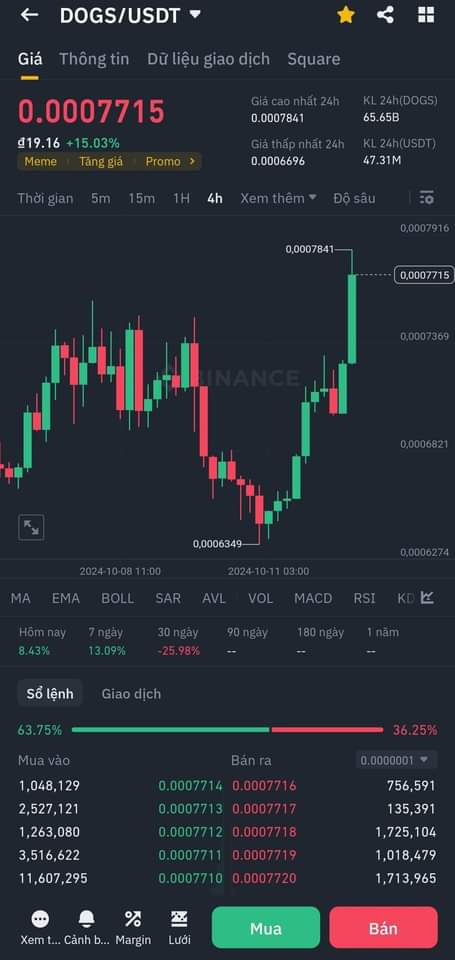 DOGS/USDT
Giá Thông tin Dữ liệu giao dịch Square
0.0007715
₫19.16 +15.03%
Meme Tăng giá Promo
Giá cao nhất 24h KL 24h(DOGS)
0.0007841 65.65B
Giá thấp nhất 24h KL 24h(USDT)
0.0006696 47.31M
Thời gian 5m 15m 1H 4h Xem thêm Độ sâu
0,0007916
0,0007841
0,0007715
0,0007369
BINANCE
0,0006821
0,0006349
0,0006274
2024-10-08 11:00 2024-10-11 03:00
MA EMA BOLL SAR AVL VOL MACD RSI KD
Hôm nay 7 ngày 30 ngày 90 ngày 180 ngày 1 năm
8.43% 13.09% -25.98% -- -- --
Sổ lệnh Giao dịch
63.75% 36.25%
Mua vào Bán ra 0.0000001
1,048,129 0.0007714 0.0007716 756,591
2,527,121 0.0007713 0.0007717 135,391
1,263,080 0.0007712 0.0007718 1,725,104
3,516,622 0.0007711 0.0007719 1,018,479
11,607,295 0.0007710 0.0007720 1,713,965
Xem t... Cảnh b... Margin Lưới Mua Bán